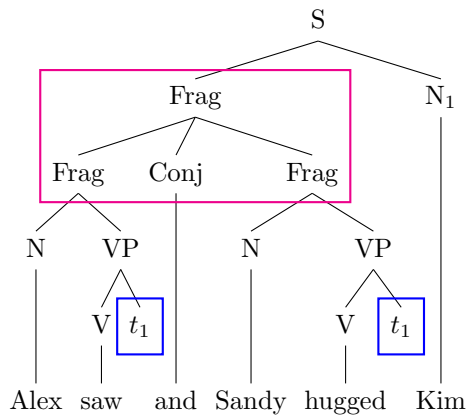 S
Frag N₁
Frag Conj Frag
N VP N VP
V t₁ V t₁
Alex saw and Sandy hugged Kim